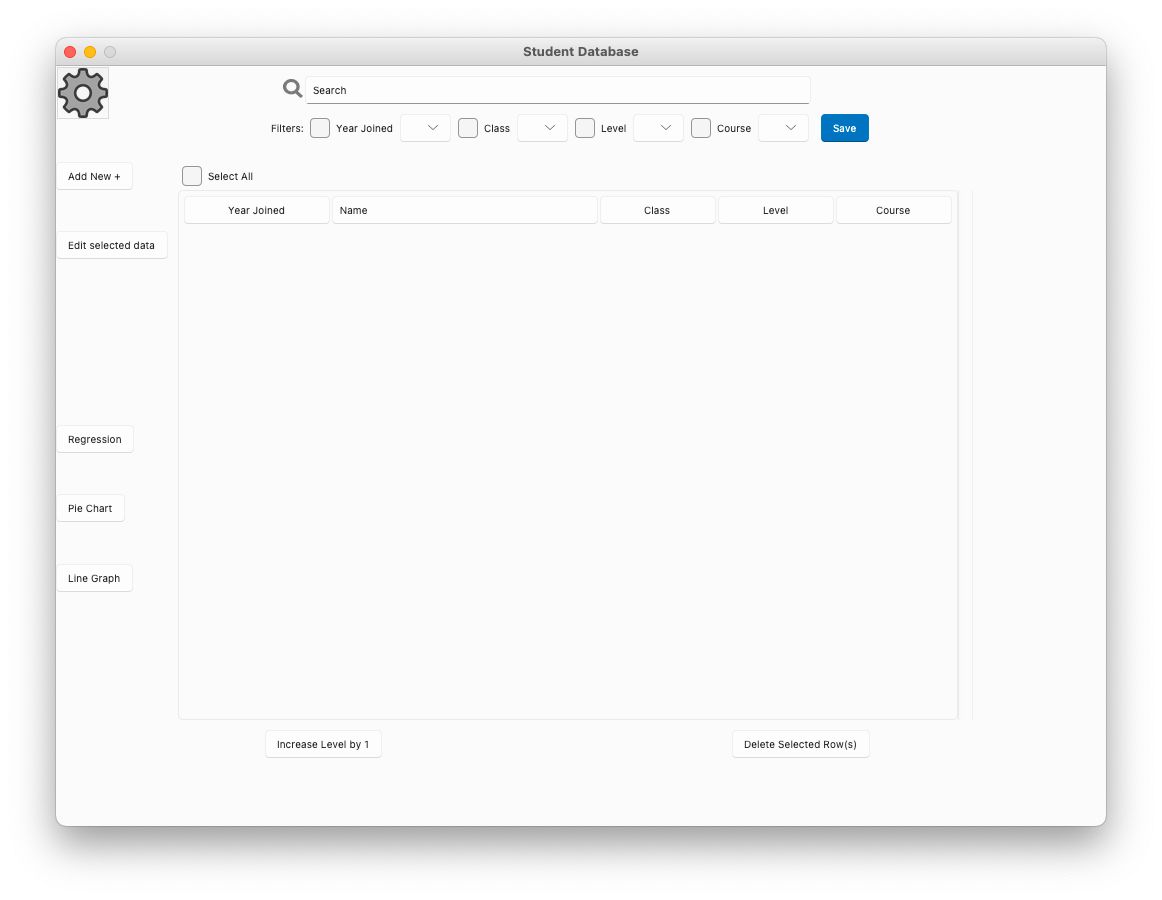 Student Database
Search
Filters: Year Joined Class Level Course Save
Add New + Select All
Year Joined Name Class Level Course
Edit selected data
Regression
Pie Chart
Line Graph
Increase Level by 1 Delete Selected Row(s)